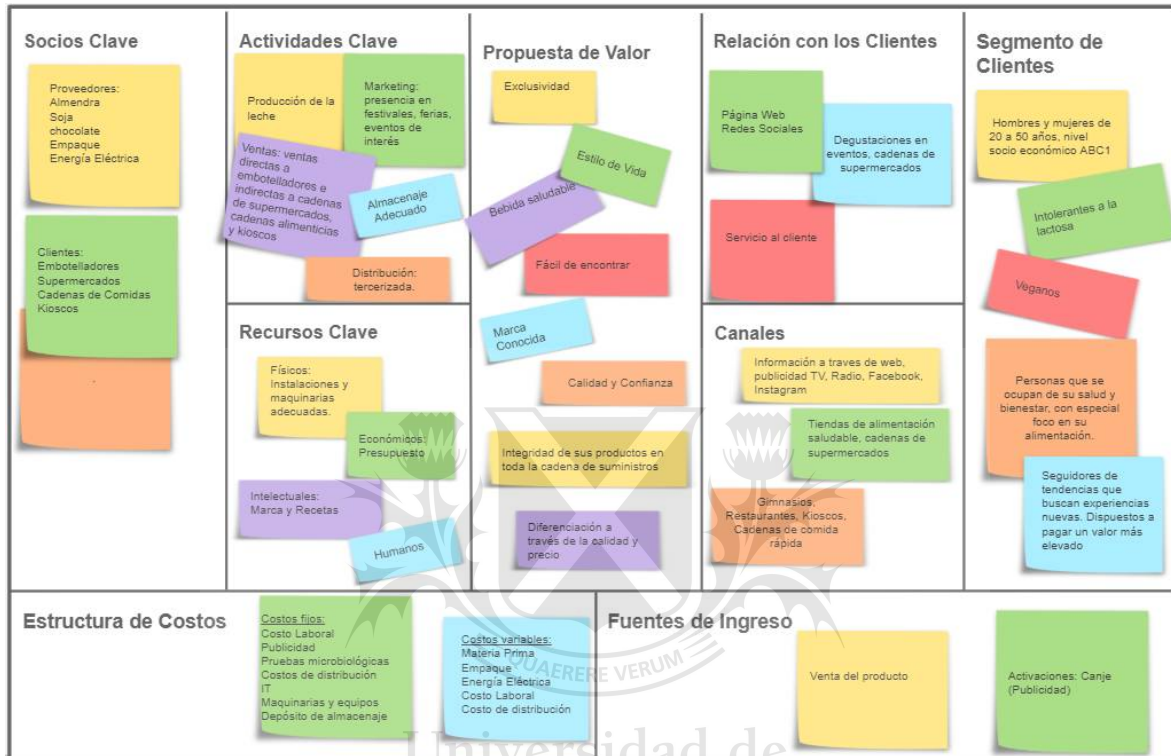 Socios Clave
Proveedores:
Almendra
Soja
chocolate
Empaque
Energía Eléctrica
Clientes:
Embotelladores
Supermercados
Cadenas de Comidas
Kioscos
.
Actividades Clave
Producción de la
leche
Marketing:
presencia en
festivales, ferias,
eventos de
interés
Ventas: ventas
directas a
embotelladores e
indirectas a cadenas
de supermercados,
cadenas alimenticias
y kioscos
Almacenaje
Adecuado
Distribución:
tercerizada.
Recursos Clave
Físicos:
Instalaciones y
maquinarias
adecuadas.
Económicos:
Presupuesto
Intelectuales:
Marca y Recetas
Humanos
Propuesta de Valor
Exclusividad
Estilo de Vida
Bebida saludable
Fácil de encontrar
Marca
Conocida
Calidad y Confianza
Integridad de sus productos en
toda la cadena de suministros
Diferenciación a
través de la calidad y
precio
Relación con los Clientes
Página Web
Redes Sociales
Degustaciones en
eventos, cadenas de
supermercados
Servicio al cliente
Canales
Información a traves de web,
publicidad TV, Radio, Facebook,
Instagram
Tiendas de alimentación
saludable, cadenas de
supermercados
Gimnasios,
Restaurantes, Kioscos,
Cadenas de comida
rápida
Segmento de
Clientes
Hombres y mujeres de
20 a 50 años, nivel
socio económico ABC1
Intolerantes a la
lactosa
Veganos
Personas que se
ocupan de su salud y
bienestar, con especial
foco en su
alimentación.
Seguidores de
tendencias que
buscan experiencias
nuevas. Dispuestos a
pagar un valor más
elevado
Estructura de Costos
Costos fijos:
Costo Laboral
Publicidad
Pruebas microbiológicas
Costos de distribución
IT
Maquinarias y equipos
Depósito de almacenaje
Costos variables:
Materia Prima
Empaque
Energía Eléctrica
Costo Laboral
Costo de distribución
Fuentes de Ingreso
Venta del producto
Activaciones: Canje
(Publicidad)
QUAERERE VERUM
Universidad de